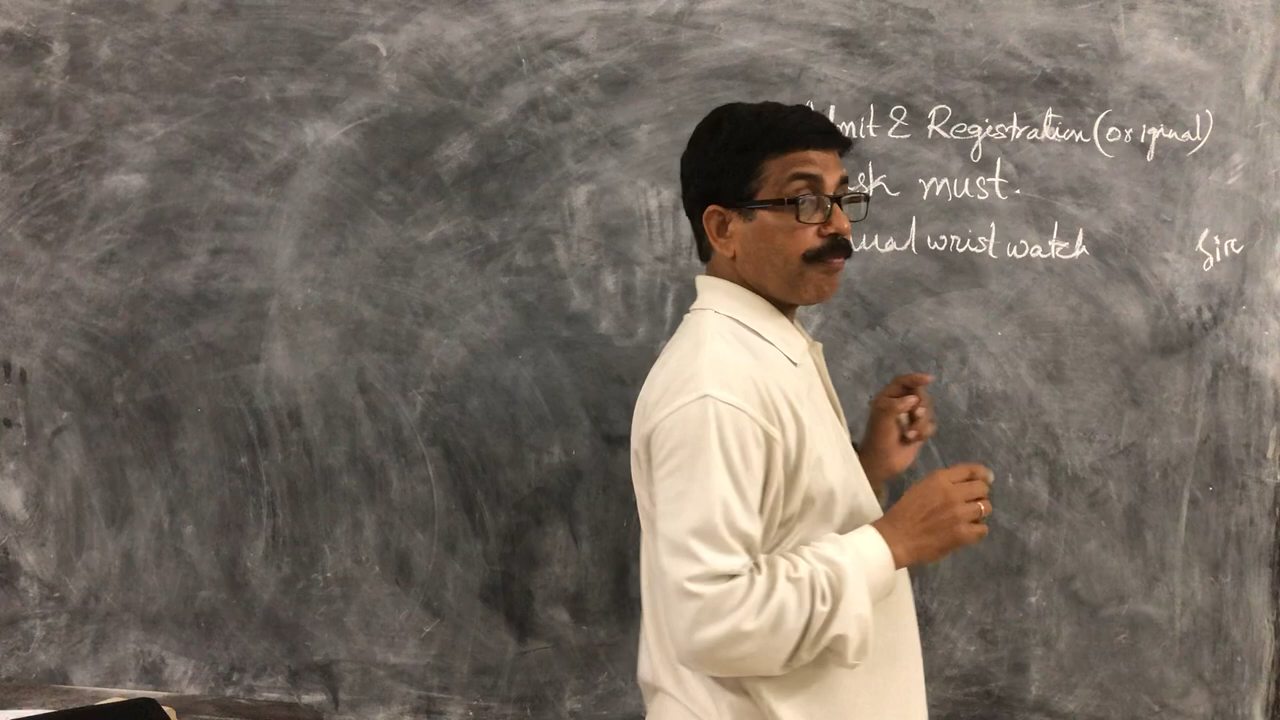 mit & Registration (original)
sk must.
ual wrist watch Sir